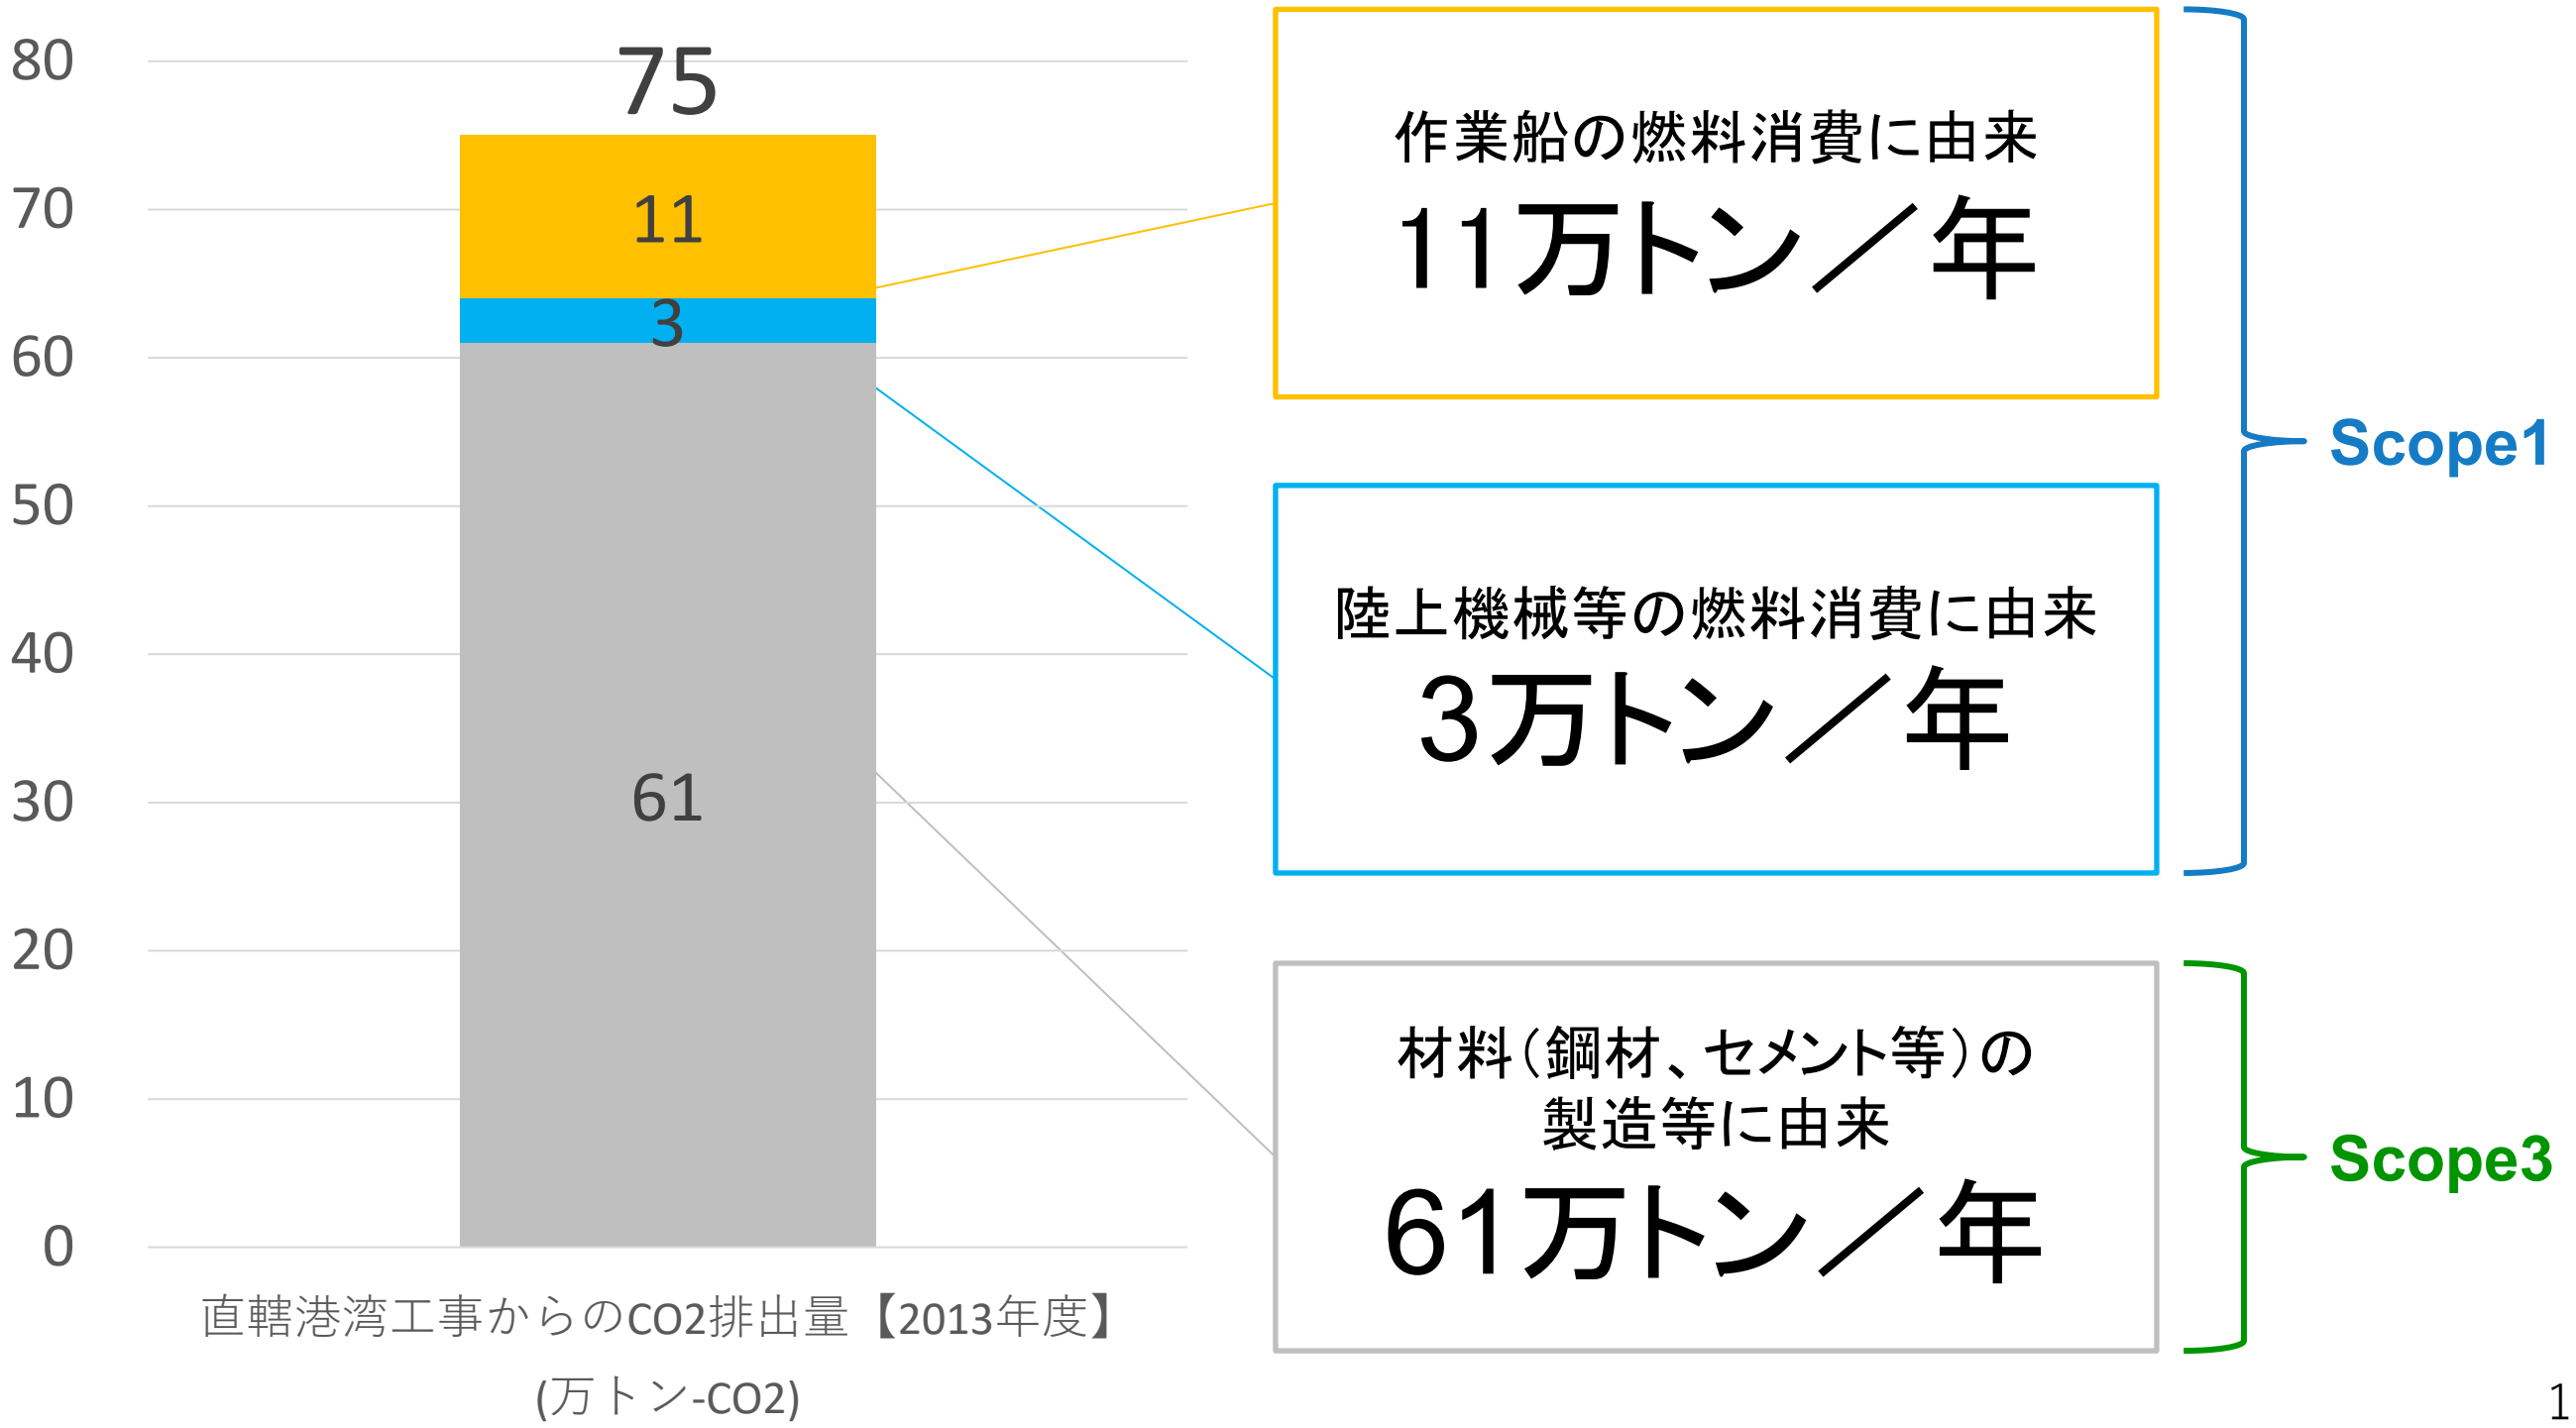 80
70
60
50
40
30
20
10
0
75
11
3
61
直轄港湾工事からのCO2排出量【2013年度】
(万トン-CO2)
作業船の燃料消費に由来
11万トン／年
陸上機械等の燃料消費に由来
3万トン／年
材料（鋼材、セメント等）の
製造等に由来
61万トン／年
Scope1
Scope3
1